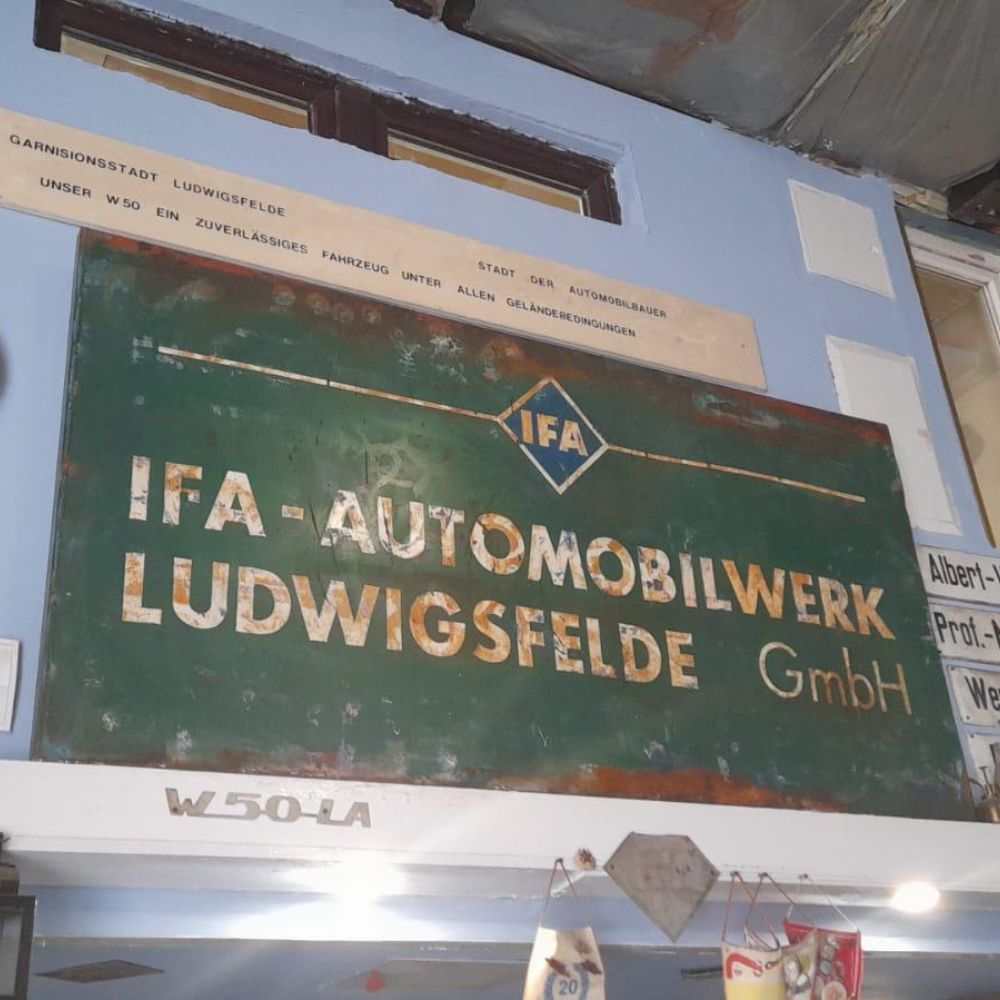 GARNISIONSSTADT LUDWIGSFELDE
STADT DER AUTOMOBILBAUER
UNSER W50 EIN ZUVERLÄSSIGES FAHRZEUG UNTER ALLEN GELÄNDEBEDINGUNGEN
IFA
IFA-AUTOMOBILWERK
LUDWIGSFELDE GmbH
Albert-
Prof.-
W50-LA
20